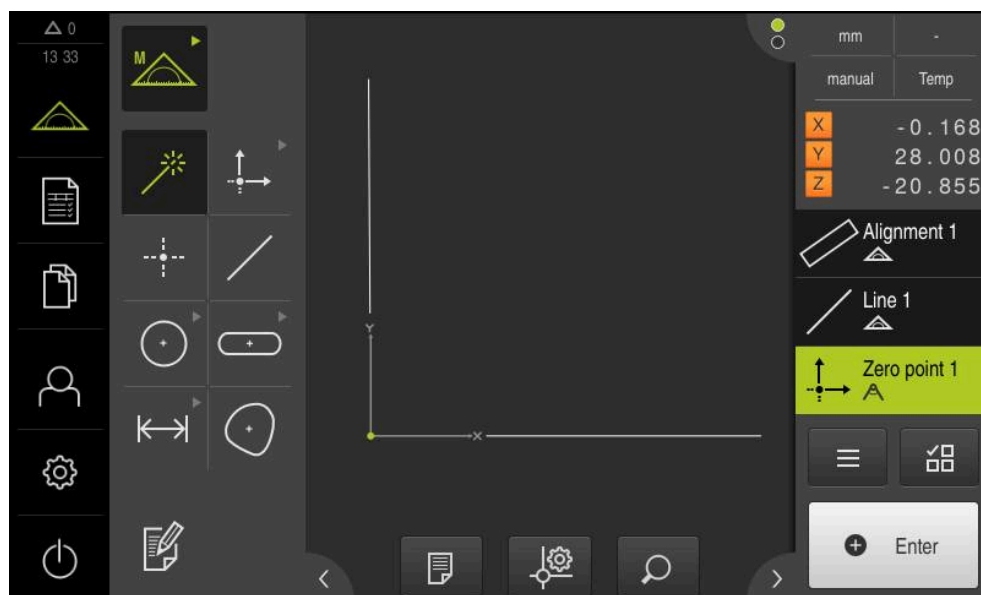 0
13 33
M
mm
-
manual
Temp
X -0.168
Y 28.008
Z -20.855
Alignment 1
Line 1
Zero point 1
Y
X
Enter